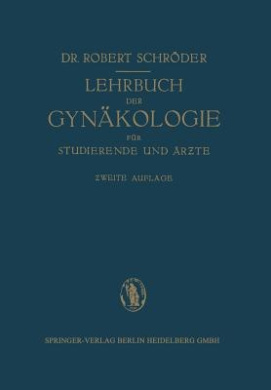 DR. ROBERT SCHRÖDER
LEHRBUCH
DER
GYNÄKOLOGIE
FÜR
STUDIERENDE UND ÄRZTE
ZWEITE AUFLAGE
SPRINGER-VERLAG BERLIN HEIDELBERG GMBH